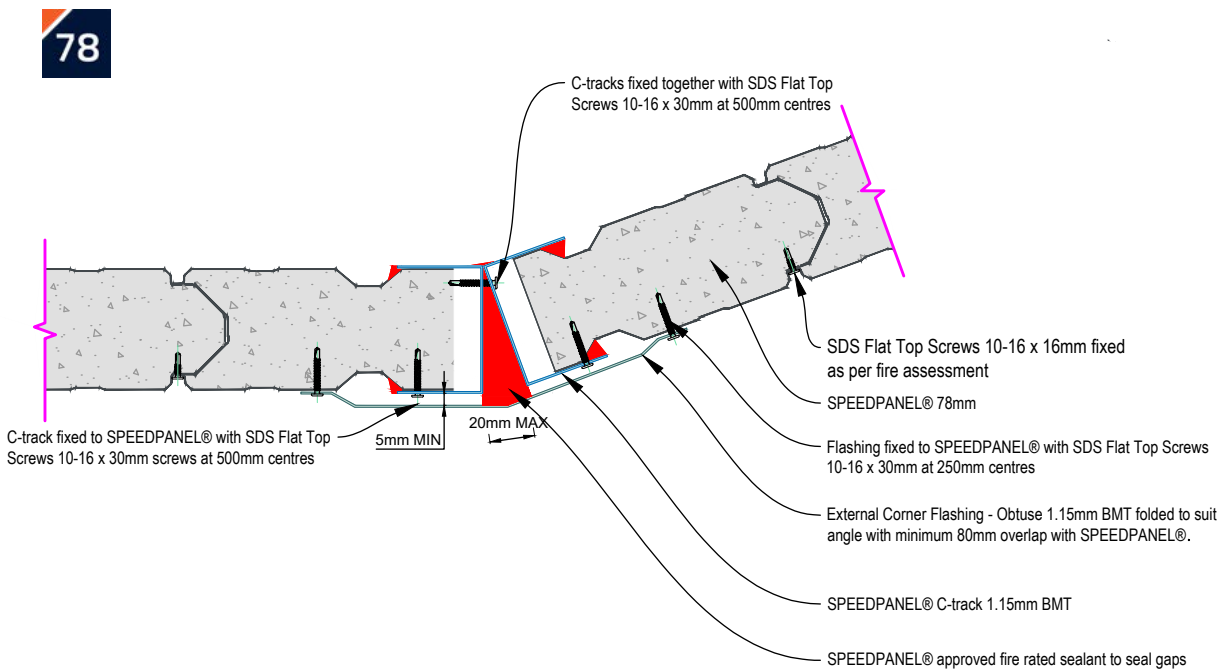 78
C-tracks fixed together with SDS Flat Top
Screws 10-16 x 30mm at 500mm centres
SDS Flat Top Screws 10-16 x 16mm fixed
as per fire assessment
SPEEDPANEL® 78mm
C-track fixed to SPEEDPANEL® with SDS Flat Top
Screws 10-16 x 30mm screws at 500mm centres
5mm MIN
20mm MAX
Flashing fixed to SPEEDPANEL® with SDS Flat Top Screws
10-16 x 30mm at 250mm centres
External Corner Flashing - Obtuse 1.15mm BMT folded to suit
angle with minimum 80mm overlap with SPEEDPANEL®.
SPEEDPANEL® C-track 1.15mm BMT
SPEEDPANEL® approved fire rated sealant to seal gaps